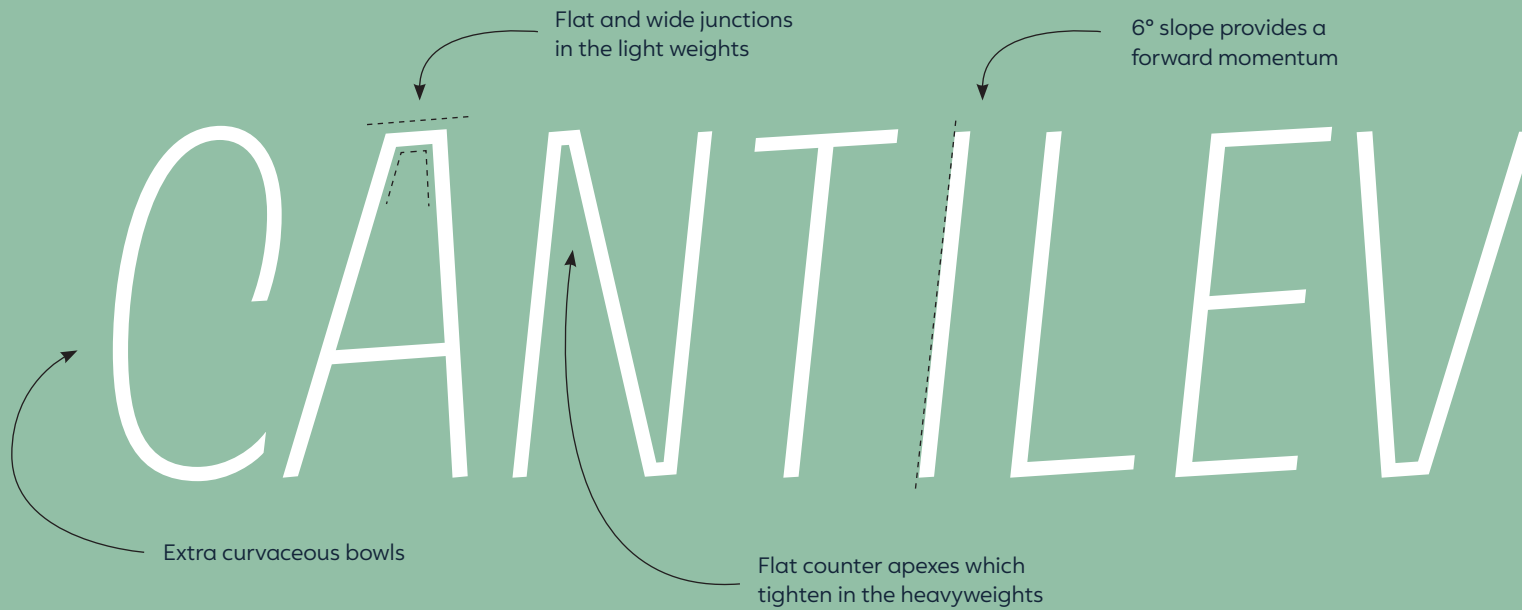 Flat and wide junctions
in the light weights
6° slope provides a
forward momentum
CANTILEV
Extra curvaceous bowls
Flat counter apexes which
tighten in the heavyweights